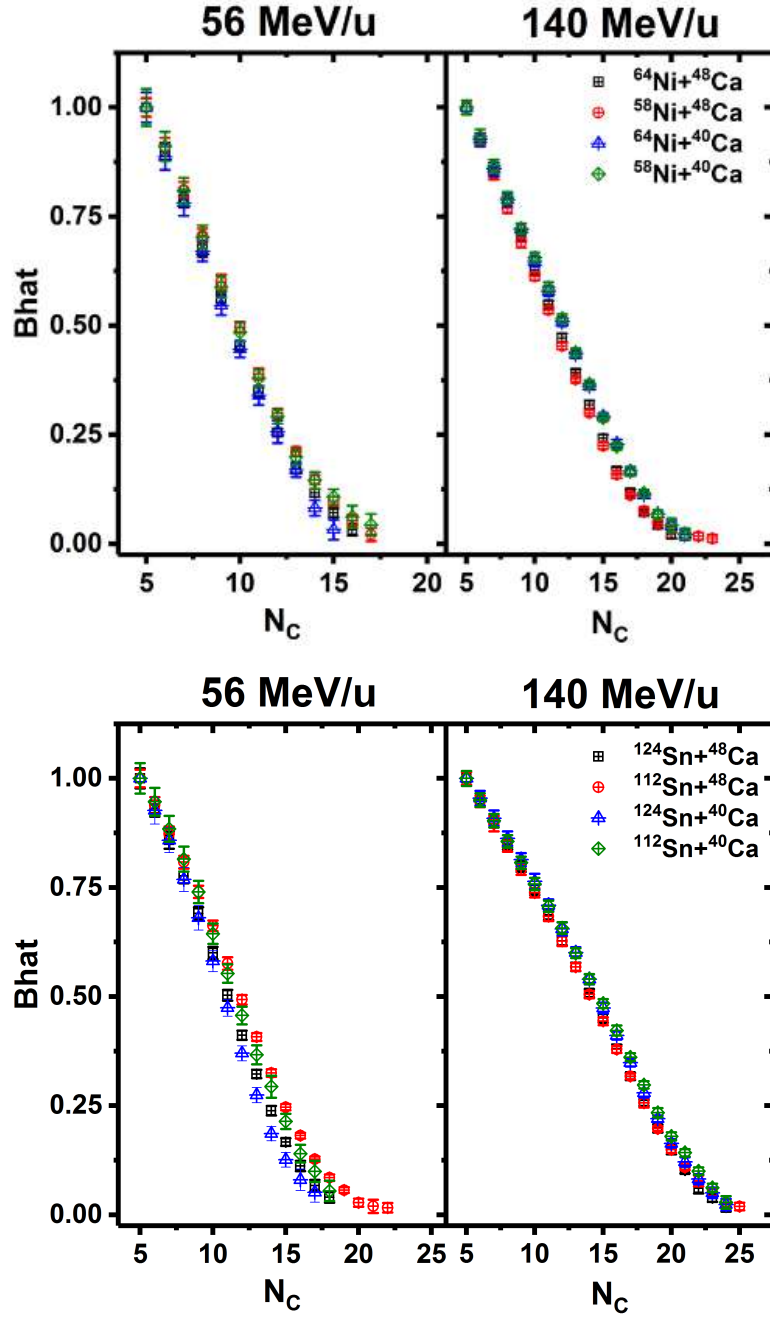 56 MeV/u 140 MeV/u
⁶⁴Ni+⁴⁸Ca
⁵⁸Ni+⁴⁸Ca
⁶⁴Ni+⁴⁰Ca
⁵⁸Ni+⁴⁰Ca
1.00
0.75
0.50
0.25
0.00
Bhat
5 10 15 20 5 10 15 20 25
N_C N_C
56 MeV/u 140 MeV/u
¹²⁴Sn+⁴⁸Ca
¹¹²Sn+⁴⁸Ca
¹²⁴Sn+⁴⁰Ca
¹¹²Sn+⁴⁰Ca
1.00
0.75
0.50
0.25
0.00
Bhat
5 10 15 20 25 5 10 15 20 25
N_C N_C